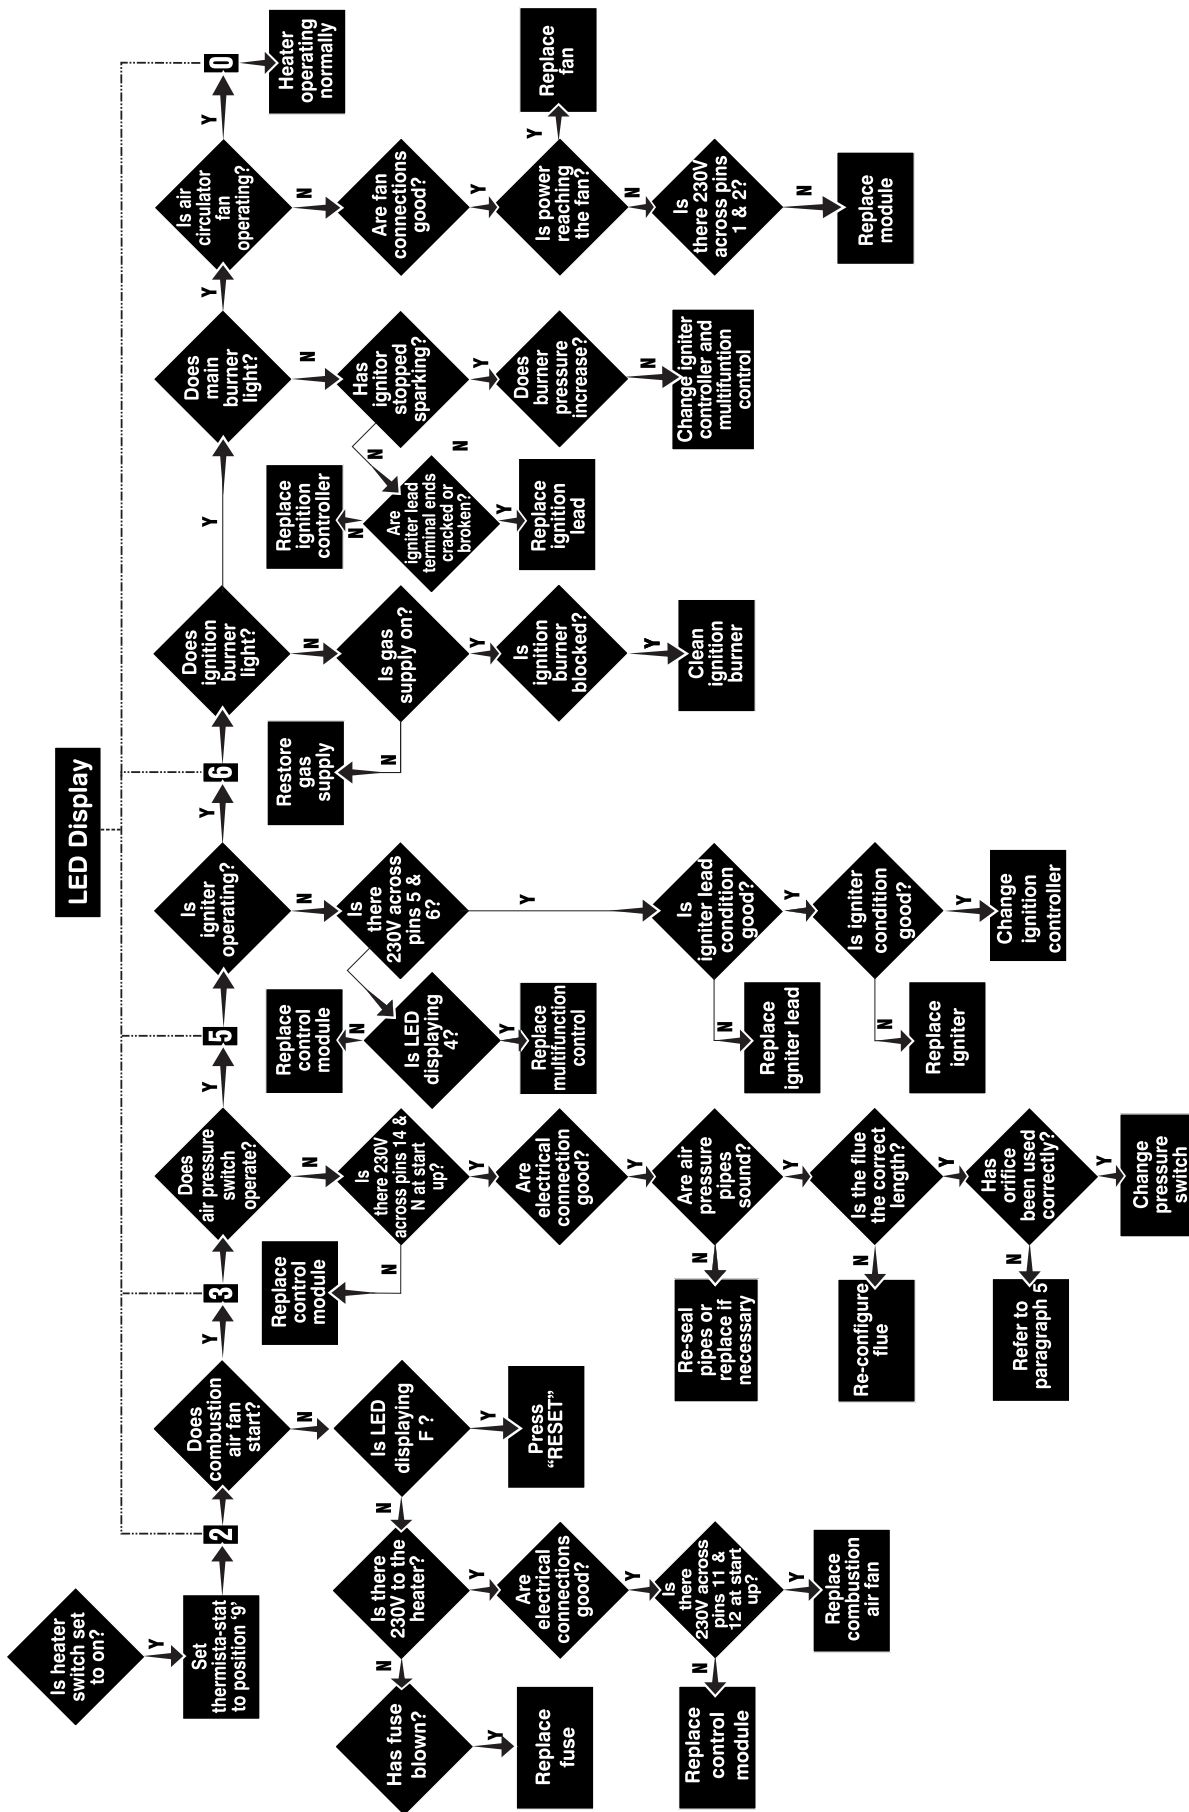 LED Display
Is heater
switch set
to on?
Y
Set
thermista-stat
to position ‘9’
2
Does
combustion
air fan
start?
Y
3
Does
air pressure
switch
operate?
Y
5
Is
igniter
operating?
Y
6
Does
ignition
burner
light?
Y
Does
main
burner
light?
Y
Is air
circulator
fan
operating?
Y
0
Heater
operating
normally
N
Is LED
displaying
F ?
Y
Press
“RESET”
N
Is there
230V to the
heater?
N
Has fuse
blown?
Y
Replace
fuse
Y
Are
electrical
connections
good?
Y
Is
there
230V across
pins 11 &
12 at start
up?
N
Replace
control
module
Y
Replace
combustion
air fan
N
Is
there 230V
across pins 14 &
N at start
up?
N
Replace
control
module
Y
Are
electrical
connection
good?
Y
Are air
pressure
pipes
sound?
N
Re-seal
pipes or
replace if
necessary
Y
Is the flue
the correct
length?
N
Re-configure
flue
Y
Has
orifice
been used
correctly?
N
Refer to
paragraph 5
Y
Change
pressure
switch
N
Is
there
230V across
pins 5 &
6?
Is LED
displaying
4?
N
Replace
control
module
Y
Replace
multifunction
control
Y
Is
igniter lead
condition
good?
N
Replace
igniter lead
Y
Is igniter
condition
good?
N
Replace
igniter
Y
Change
ignition
controller
N
Is gas
supply on?
N
Restore
gas
supply
Y
Is
ignition
burner
blocked?
Y
Clean
ignition
burner
N
Has
ignitor
stopped
sparking?
N
Are
igniter lead
terminal ends
cracked or
broken?
N
Replace
ignition
controller
Y
Replace
ignition
lead
N
Y
Does
burner
pressure
increase?
N
Change igniter
controller and
multifuntion
control
N
Are fan
connections
good?
Y
Is power
reaching
the fan?
Y
Replace
fan
N
Is
there 230V
across pins
1 & 2?
N
Replace
module